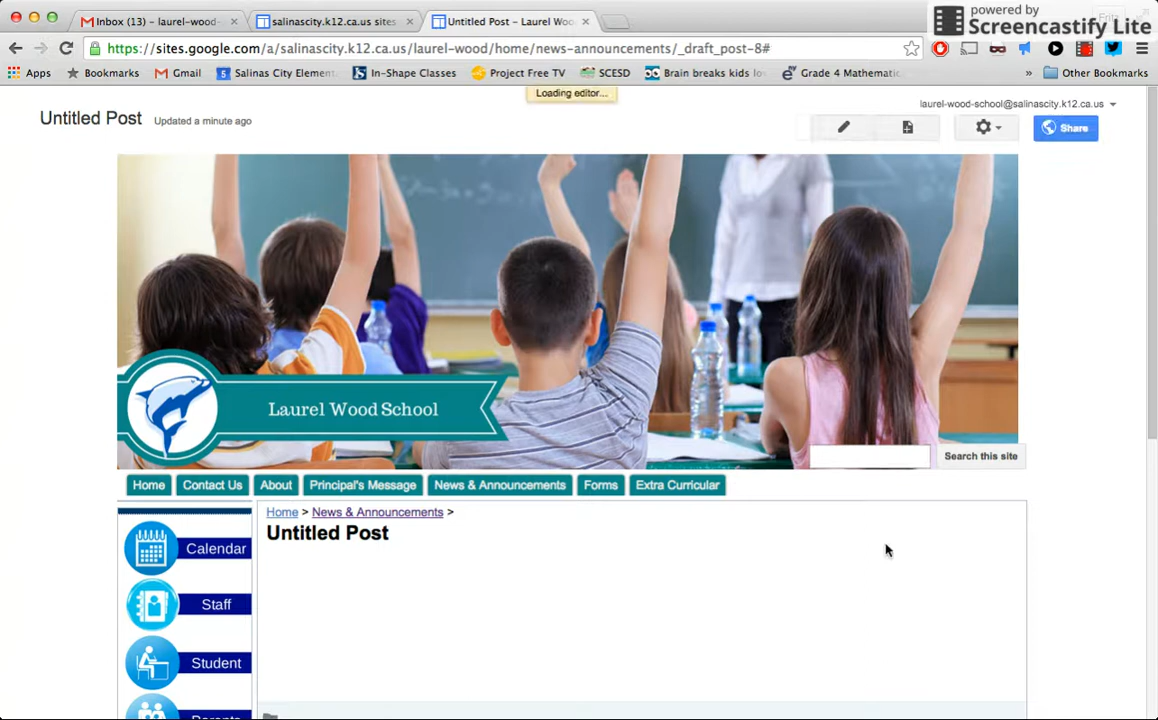 powered by
Screencastify Lite
Inbox (13) – laurel-wood-
salinascity.k12.ca.us sites
Untitled Post – Laurel Woo
https://sites.google.com/a/salinascity.k12.ca.us/laurel-wood/home/news-announcements/_draft_post-8#
Apps
Bookmarks
Gmail
Salinas City Element
In-Shape Classes
Project Free TV
SCESD
Brain breaks kids lo
Grade 4 Mathematic
»
Other Bookmarks
Loading editor...
laurel-wood-school@salinascity.k12.ca.us
Untitled Post Updated a minute ago
Share
Laurel Wood School
Search this site
Home
Contact Us
About
Principal's Message
News & Announcements
Forms
Extra Curricular
Home > News & Announcements >
Untitled Post
Calendar
Staff
Student
Parents